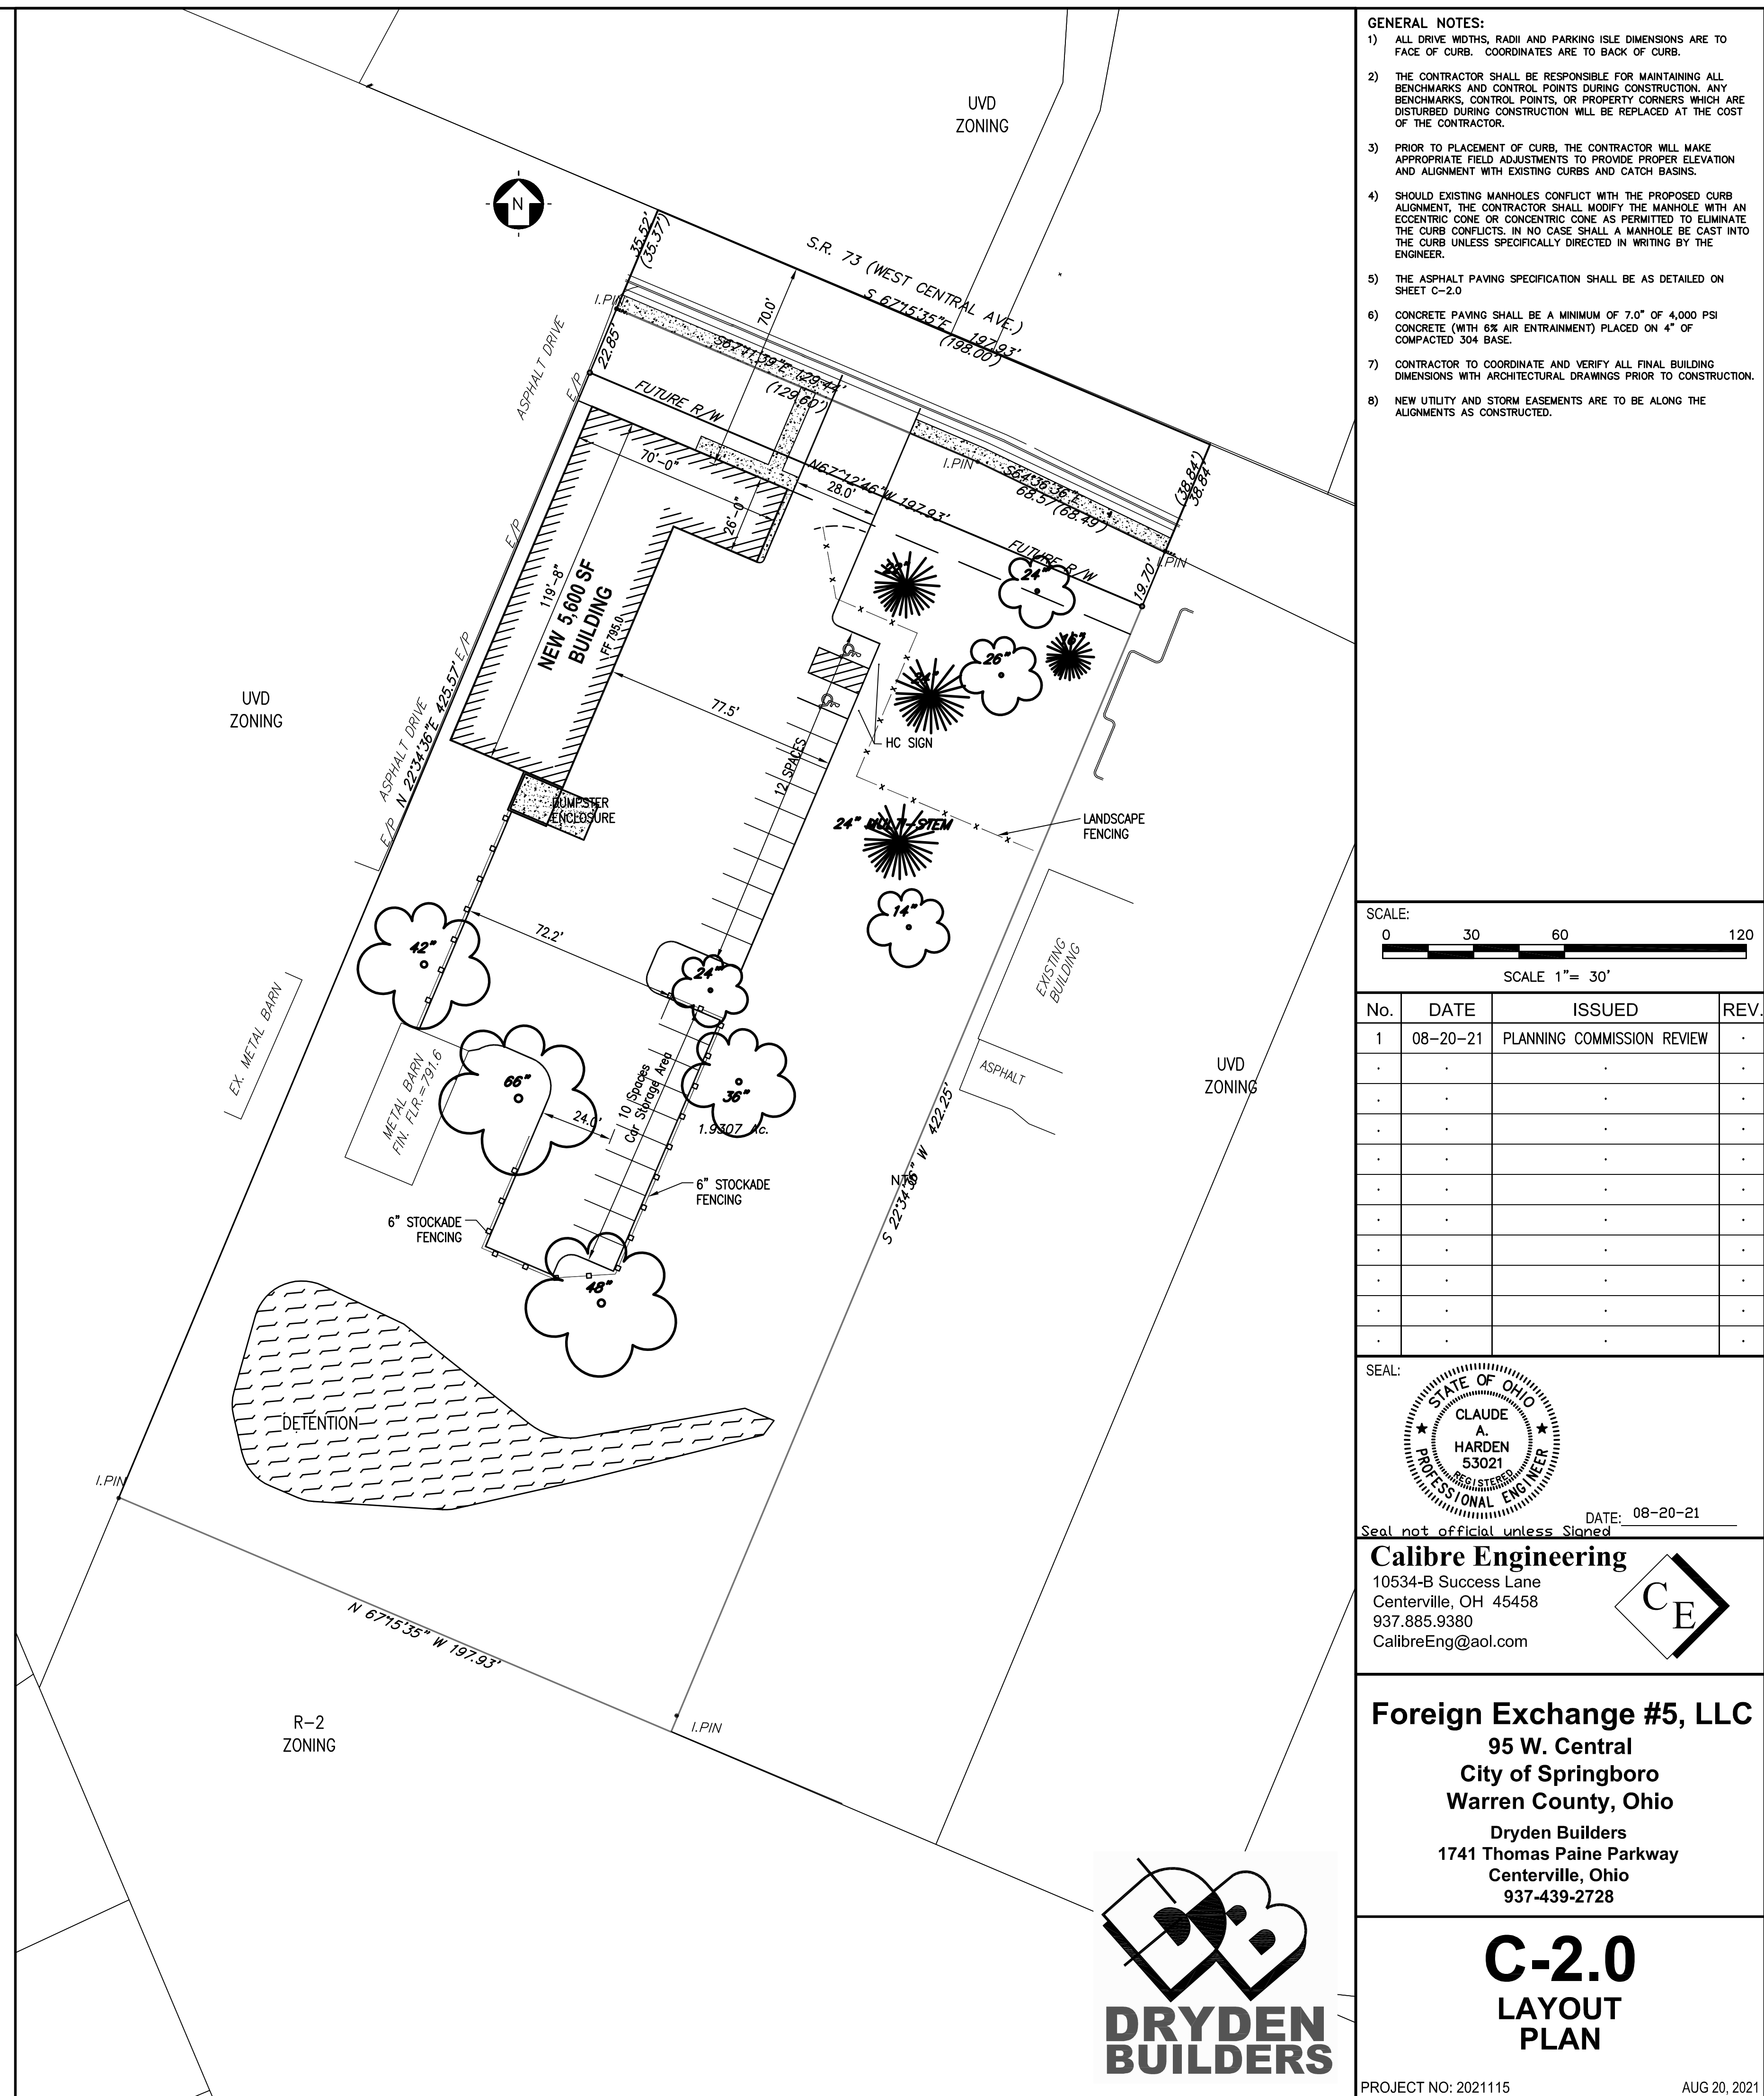 UVD
ZONING
N
35.52'
(35.37')
S.R. 73 (WEST CENTRAL AVE.)
S 67°15'35"E 197.93'
(198.00')
I.PIN
70.0'
22.85'
ASPHALT DRIVE
E/P
S67°11'39"E 129.44'
(129.60')
FUTURE R/W
70'-0"
N67^12'46"W 197.93'
28.0'
26'-0"
I.PIN
S64°36'36"E
68.57'(68.49')
(38.84')
38.84'
I.PIN
FUTURE R/W
19.70'
E/P
119'-8"
NEW 5,600 SF
BUILDING
FF 795.0
24"
26"
16"
24"
UVD
ZONING
ASPHALT DRIVE
N 22°34'36"E 425.57' E/P
E/P
77.5'
12 SPACES
HC SIGN
DUMPSTER
ENCLOSURE
24" MULTI-STEM
LANDSCAPE
FENCING
14"
42"
72.2'
24"
EXISTING
BUILDING
EX. METAL BARN
METAL BARN
FIN. FLR.=791.6
66"
24.0'
10 Spaces
Car Storage Area
36"
1.9307 Ac.
ASPHALT
UVD
ZONING
S 22°34'36" W 422.25'
6" STOCKADE
FENCING
6" STOCKADE
FENCING
48"
DETENTION
I.PIN
N 67°15'35" W 197.93'
I.PIN
R-2
ZONING
DB
DRYDEN
BUILDERS
GENERAL NOTES:
1) ALL DRIVE WIDTHS, RADII AND PARKING ISLE DIMENSIONS ARE TO
FACE OF CURB. COORDINATES ARE TO BACK OF CURB.
2) THE CONTRACTOR SHALL BE RESPONSIBLE FOR MAINTAINING ALL
BENCHMARKS AND CONTROL POINTS DURING CONSTRUCTION. ANY
BENCHMARKS, CONTROL POINTS, OR PROPERTY CORNERS WHICH ARE
DISTURBED DURING CONSTRUCTION WILL BE REPLACED AT THE COST
OF THE CONTRACTOR.
3) PRIOR TO PLACEMENT OF CURB, THE CONTRACTOR WILL MAKE
APPROPRIATE FIELD ADJUSTMENTS TO PROVIDE PROPER ELEVATION
AND ALIGNMENT WITH EXISTING CURBS AND CATCH BASINS.
4) SHOULD EXISTING MANHOLES CONFLICT WITH THE PROPOSED CURB
ALIGNMENT, THE CONTRACTOR SHALL MODIFY THE MANHOLE WITH AN
ECCENTRIC CONE OR CONCENTRIC CONE AS PERMITTED TO ELIMINATE
THE CURB CONFLICTS. IN NO CASE SHALL A MANHOLE BE CAST INTO
THE CURB UNLESS SPECIFICALLY DIRECTED IN WRITING BY THE
ENGINEER.
5) THE ASPHALT PAVING SPECIFICATION SHALL BE AS DETAILED ON
SHEET C-2.0
6) CONCRETE PAVING SHALL BE A MINIMUM OF 7.0" OF 4,000 PSI
CONCRETE (WITH 6% AIR ENTRAINMENT) PLACED ON 4" OF
COMPACTED 304 BASE.
7) CONTRACTOR TO COORDINATE AND VERIFY ALL FINAL BUILDING
DIMENSIONS WITH ARCHITECTURAL DRAWINGS PRIOR TO CONSTRUCTION.
8) NEW UTILITY AND STORM EASEMENTS ARE TO BE ALONG THE
ALIGNMENTS AS CONSTRUCTED.
SCALE:
0 30 60 120
SCALE 1"= 30'
No. DATE ISSUED REV.
1 08-20-21 PLANNING COMMISSION REVIEW
SEAL:
STATE OF OHIO
CLAUDE
A.
HARDEN
53021
REGISTERED
PROFESSIONAL ENGINEER
DATE: 08-20-21
Seal not official unless Signed
Calibre Engineering
10534-B Success Lane
Centerville, OH 45458
937.885.9380
CalibreEng@aol.com
CE
Foreign Exchange #5, LLC
95 W. Central
City of Springboro
Warren County, Ohio
Dryden Builders
1741 Thomas Paine Parkway
Centerville, Ohio
937-439-2728
C-2.0
LAYOUT
PLAN
PROJECT NO: 2021115 AUG 20, 2021